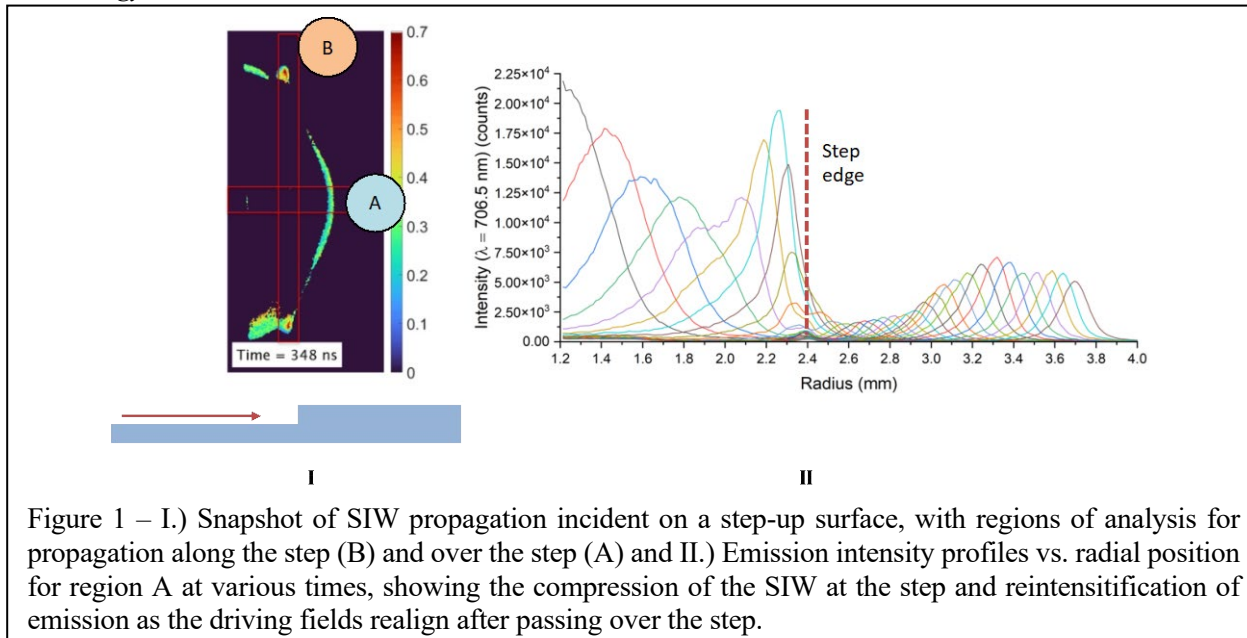 B
A
0.7
0.6
0.5
0.4
0.3
0.2
0.1
0
Time = 348 ns
I
Intensity (λ = 706.5 nm) (counts)
2.25×10⁴
2.00×10⁴
1.75×10⁴
1.50×10⁴
1.25×10⁴
1.00×10⁴
7.50×10³
5.00×10³
2.50×10³
0.00
Step
edge
1.2 1.4 1.6 1.8 2.0 2.2 2.4 2.6 2.8 3.0 3.2 3.4 3.6 3.8 4.0
Radius (mm)
II
Figure 1 – I.) Snapshot of SIW propagation incident on a step-up surface, with regions of analysis for
propagation along the step (B) and over the step (A) and II.) Emission intensity profiles vs. radial position
for region A at various times, showing the compression of the SIW at the step and reintensitification of
emission as the driving fields realign after passing over the step.